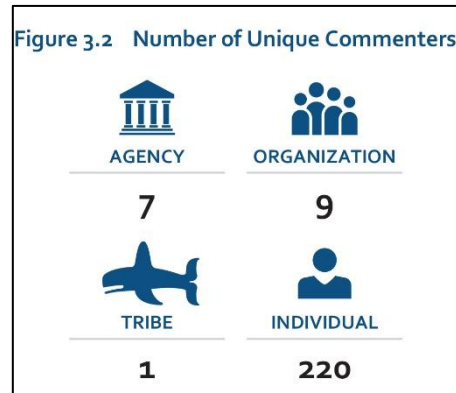 Figure 3.2 Number of Unique Commenters
AGENCY
ORGANIZATION
7
9
TRIBE
INDIVIDUAL
1
220